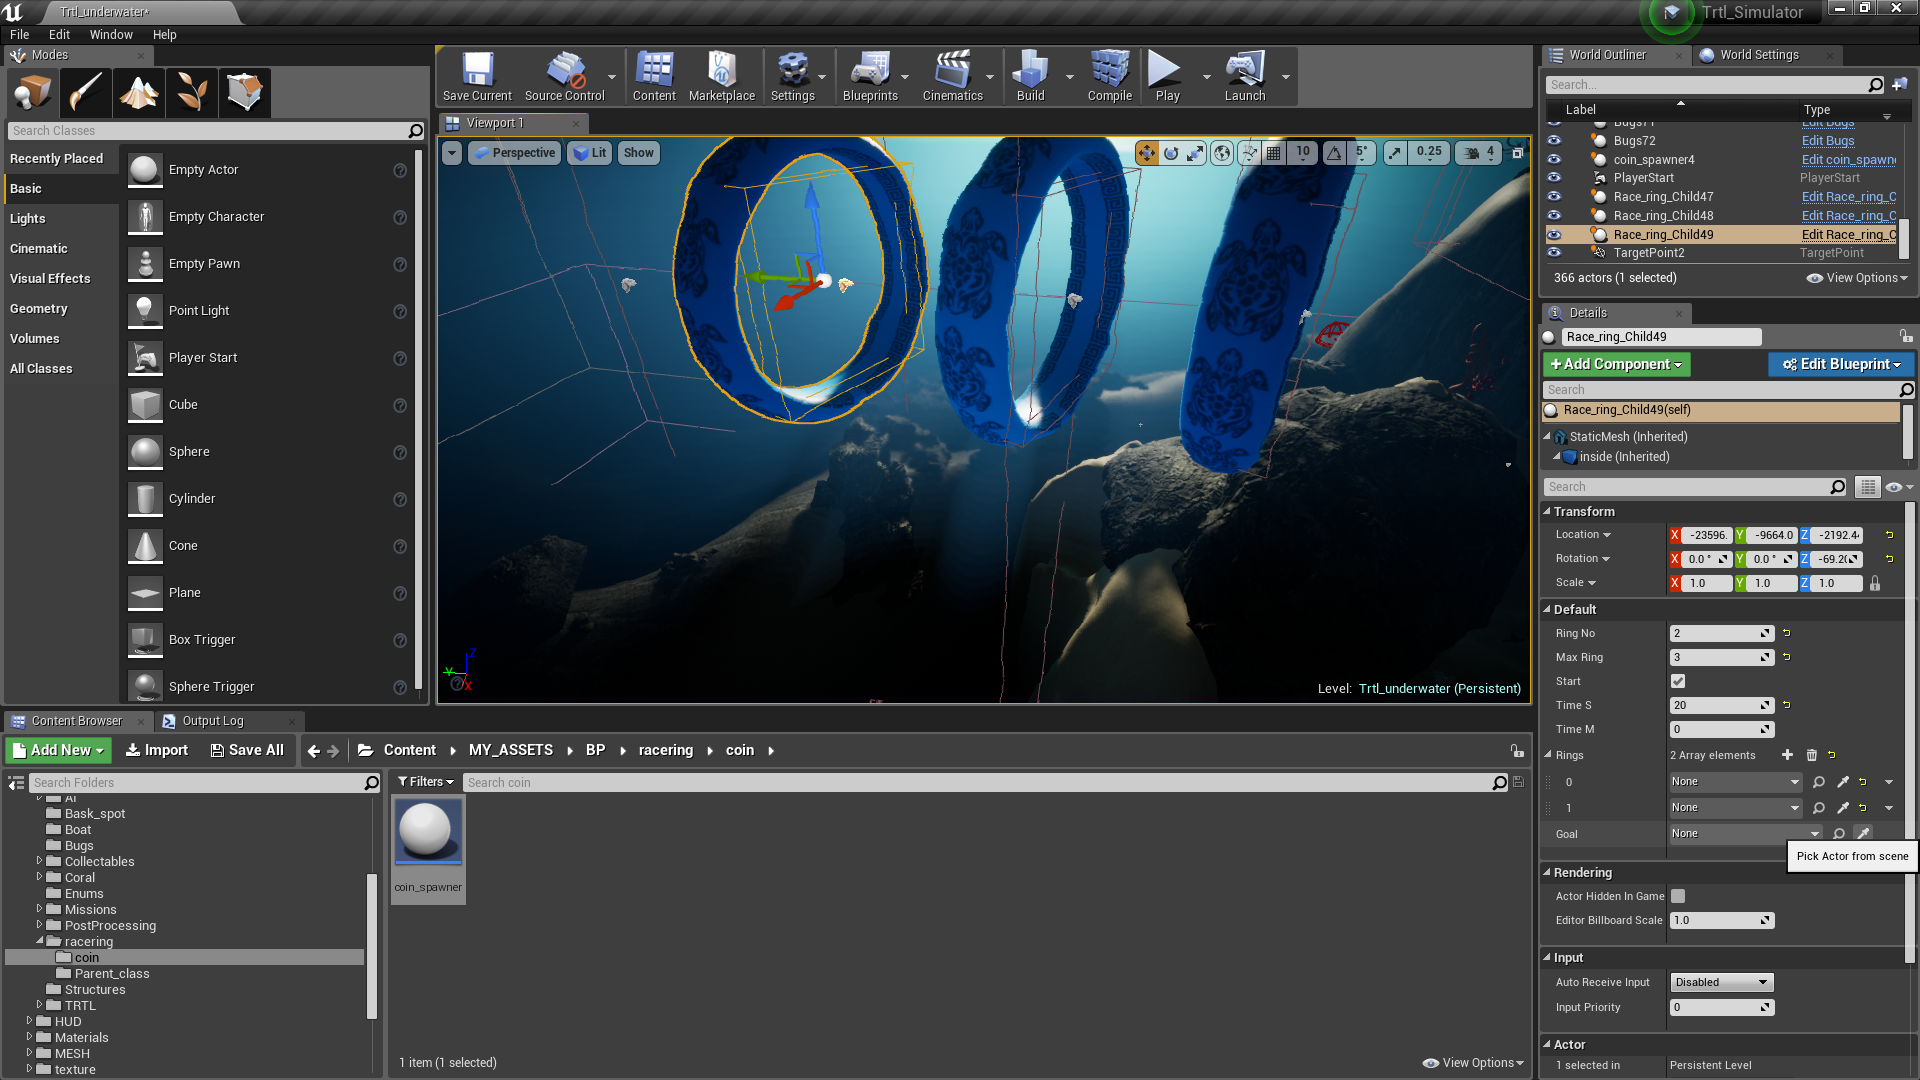 Trtl_underwater*
Trtl_Simulator
File Edit Window Help
Modes
Search Classes
Recently Placed
Basic
Lights
Cinematic
Visual Effects
Geometry
Volumes
All Classes
Empty Actor
Empty Character
Empty Pawn
Point Light
Player Start
Cube
Sphere
Cylinder
Cone
Plane
Box Trigger
Sphere Trigger
Save Current Source Control Content Marketplace Settings Blueprints Cinematics Build Compile Play Launch
Viewport 1
Perspective Lit Show
10 5° 0.25 4
Z
Y
X
Level: Trtl_underwater (Persistent)
World Outliner World Settings
Search...
Label Type
Bugs71 Edit Bugs
Bugs72 Edit Bugs
coin_spawner4 Edit coin_spawne
PlayerStart PlayerStart
Race_ring_Child47 Edit Race_ring_C
Race_ring_Child48 Edit Race_ring_C
Race_ring_Child49 Edit Race_ring_C
TargetPoint2 TargetPoint
366 actors (1 selected) View Options
Details
Race_ring_Child49
+ Add Component Edit Blueprint
Search
Race_ring_Child49(self)
StaticMesh (Inherited)
inside (Inherited)
Search
Transform
Location X -23596. Y -9664.0 Z -2192.4
Rotation X 0.0 ° Y 0.0 ° Z -69.20
Scale X 1.0 Y 1.0 Z 1.0
Default
Ring No 2
Max Ring 3
Start
Time S 20
Time M 0
Rings 2 Array elements
0 None
1 None
Goal None
Pick Actor from scene
Rendering
Actor Hidden In Game
Editor Billboard Scale 1.0
Input
Auto Receive Input Disabled
Input Priority 0
Actor
1 selected in Persistent Level
Content Browser Output Log
Add New Import Save All Content MY_ASSETS BP racering coin
Search Folders
AI
Bask_spot
Boat
Bugs
Collectables
Coral
Enums
Missions
PostProcessing
racering
coin
Parent_class
Structures
TRTL
HUD
Materials
MESH
texture
Filters Search coin
coin_spawner
1 item (1 selected) View Options